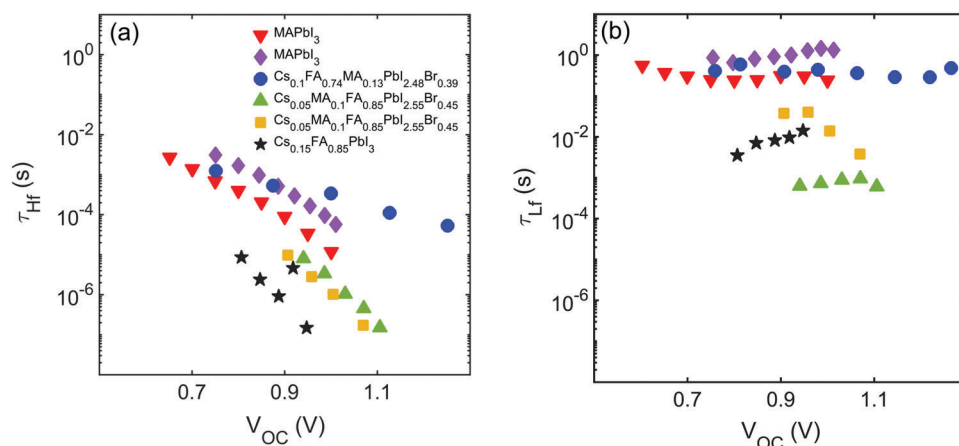 (a)
MAPbI3
MAPbI3
Cs0.1FA0.74MA0.13PbI2.48Br0.39
Cs0.05MA0.1FA0.85PbI2.55Br0.45
Cs0.05MA0.1FA0.85PbI2.55Br0.45
Cs0.15FA0.85PbI3
10^0
10^-2
10^-4
10^-6
τHf (s)
0.7 0.9 1.1
VOC (V)
(b)
10^0
10^-2
10^-4
10^-6
τLf (s)
0.7 0.9 1.1
VOC (V)